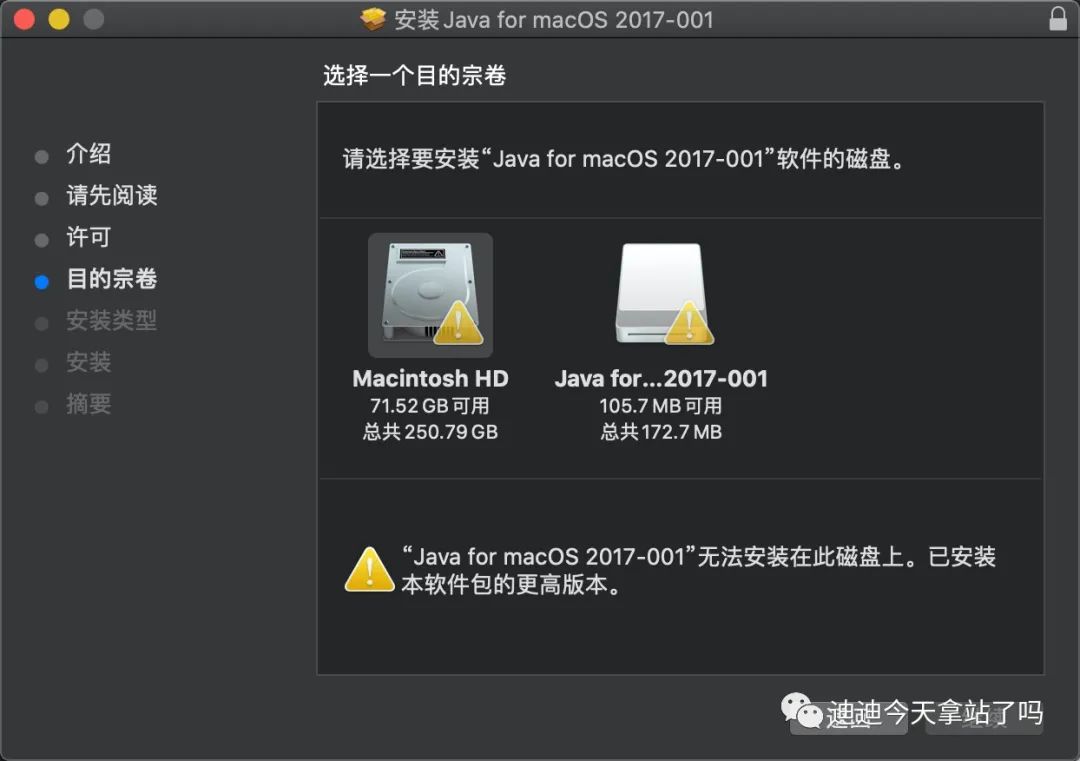 安装 Java for macOS 2017-001
选择一个目的宗卷
介绍
请先阅读
许可
目的宗卷
安装类型
安装
摘要
请选择要安装“Java for macOS 2017-001”软件的磁盘。
Macintosh HD
71.52 GB 可用
总共 250.79 GB
Java for...2017-001
105.7 MB 可用
总共 172.7 MB
“Java for macOS 2017-001”无法安装在此磁盘上。已安装
本软件包的更高版本。
迪迪今天拿站了吗
返回
继续